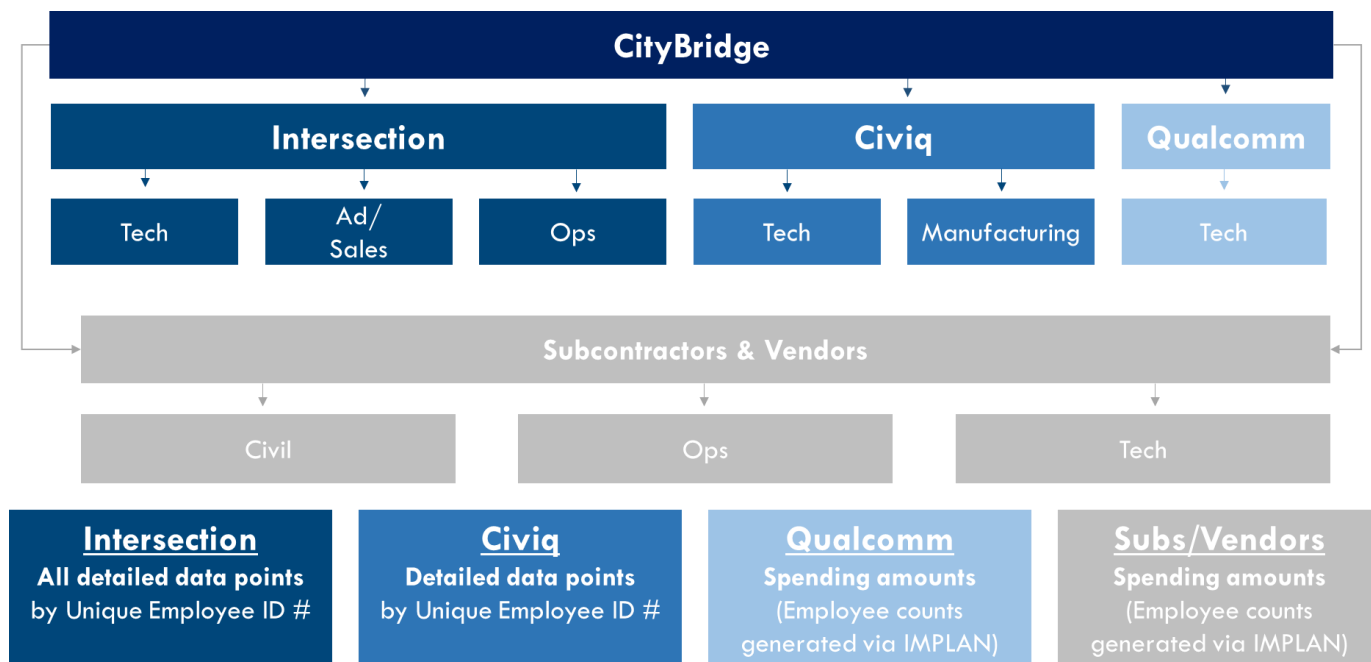 CityBridge
Intersection
Civiq
Qualcomm
Tech
Ad/
Sales
Ops
Tech
Manufacturing
Tech
Subcontractors & Vendors
Civil
Ops
Tech
Intersection
All detailed data points
by Unique Employee ID #
Civiq
Detailed data points
by Unique Employee ID #
Qualcomm
Spending amounts
(Employee counts
generated via IMPLAN)
Subs/Vendors
Spending amounts
(Employee counts
generated via IMPLAN)